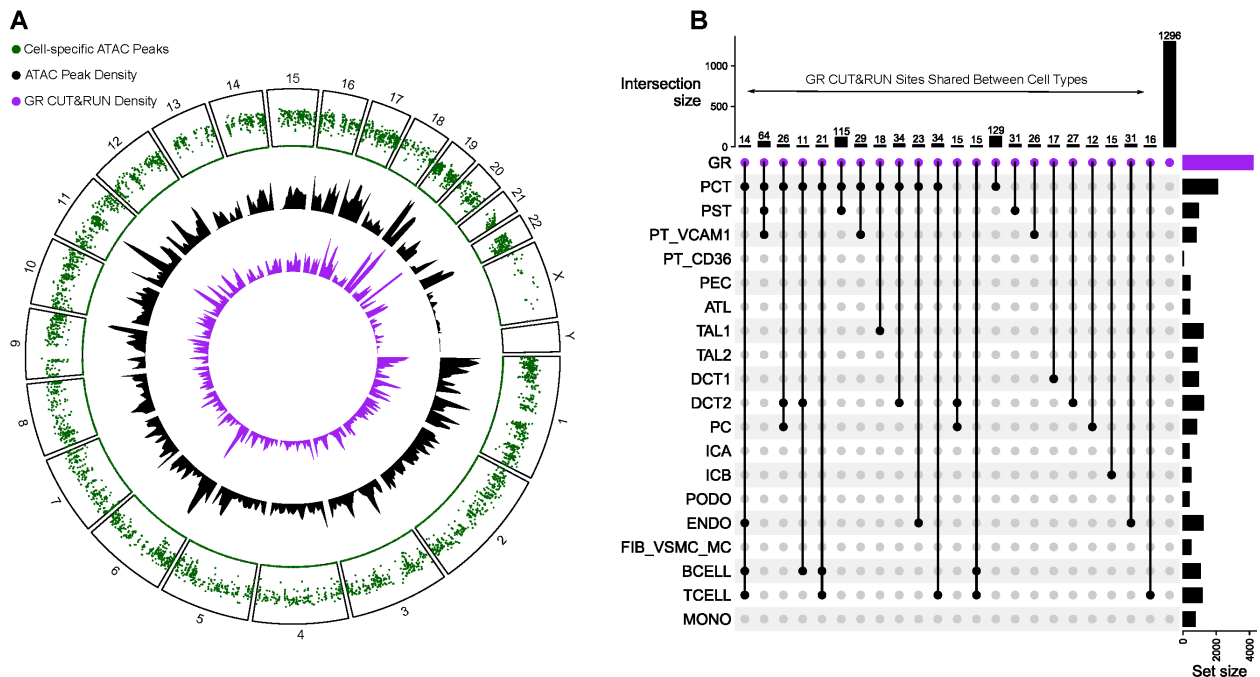 A
Cell-specific ATAC Peaks
ATAC Peak Density
GR CUT&RUN Density
1
2
3
4
5
6
7
8
9
10
11
12
13
14
15
16
17
18
19
20
21
22
X
Y
B
Intersection
size
1000
500
0
GR CUT&RUN Sites Shared Between Cell Types
14 64 26 11 21 115 29 18 34 23 34 15 15 129 31 26 17 27 12 15 31 16 1296
GR
PCT
PST
PT_VCAM1
PT_CD36
PEC
ATL
TAL1
TAL2
DCT1
DCT2
PC
ICA
ICB
PODO
ENDO
FIB_VSMC_MC
BCELL
TCELL
MONO
0 2000 4000
Set size